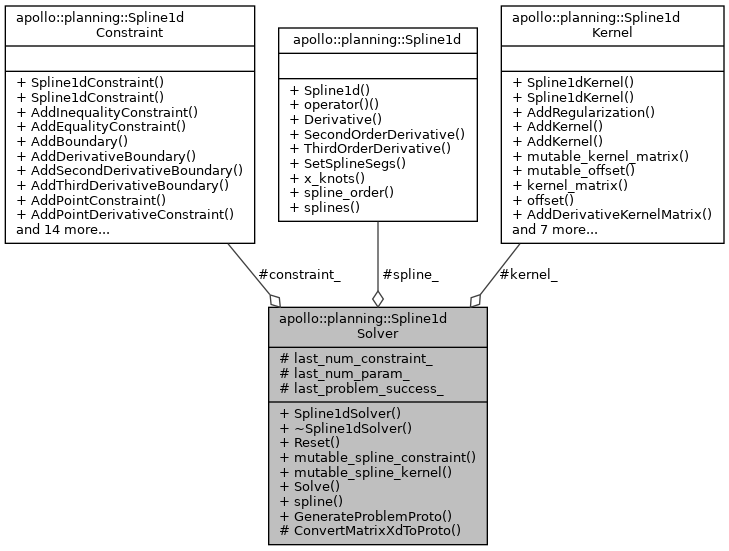 apollo::planning::Spline1d
Constraint
+ Spline1dConstraint()
+ Spline1dConstraint()
+ AddInequalityConstraint()
+ AddEqualityConstraint()
+ AddBoundary()
+ AddDerivativeBoundary()
+ AddSecondDerivativeBoundary()
+ AddThirdDerivativeBoundary()
+ AddPointConstraint()
+ AddPointDerivativeConstraint()
and 14 more...
apollo::planning::Spline1d
+ Spline1d()
+ operator()()
+ Derivative()
+ SecondOrderDerivative()
+ ThirdOrderDerivative()
+ SetSplineSegs()
+ x_knots()
+ spline_order()
+ splines()
apollo::planning::Spline1d
Kernel
+ Spline1dKernel()
+ Spline1dKernel()
+ AddRegularization()
+ AddKernel()
+ AddKernel()
+ mutable_kernel_matrix()
+ mutable_offset()
+ kernel_matrix()
+ offset()
+ AddDerivativeKernelMatrix()
and 7 more...
#constraint_
#spline_
#kernel_
apollo::planning::Spline1d
Solver
# last_num_constraint_
# last_num_param_
# last_problem_success_
+ Spline1dSolver()
+ ~Spline1dSolver()
+ Reset()
+ mutable_spline_constraint()
+ mutable_spline_kernel()
+ Solve()
+ spline()
+ GenerateProblemProto()
# ConvertMatrixXdToProto()